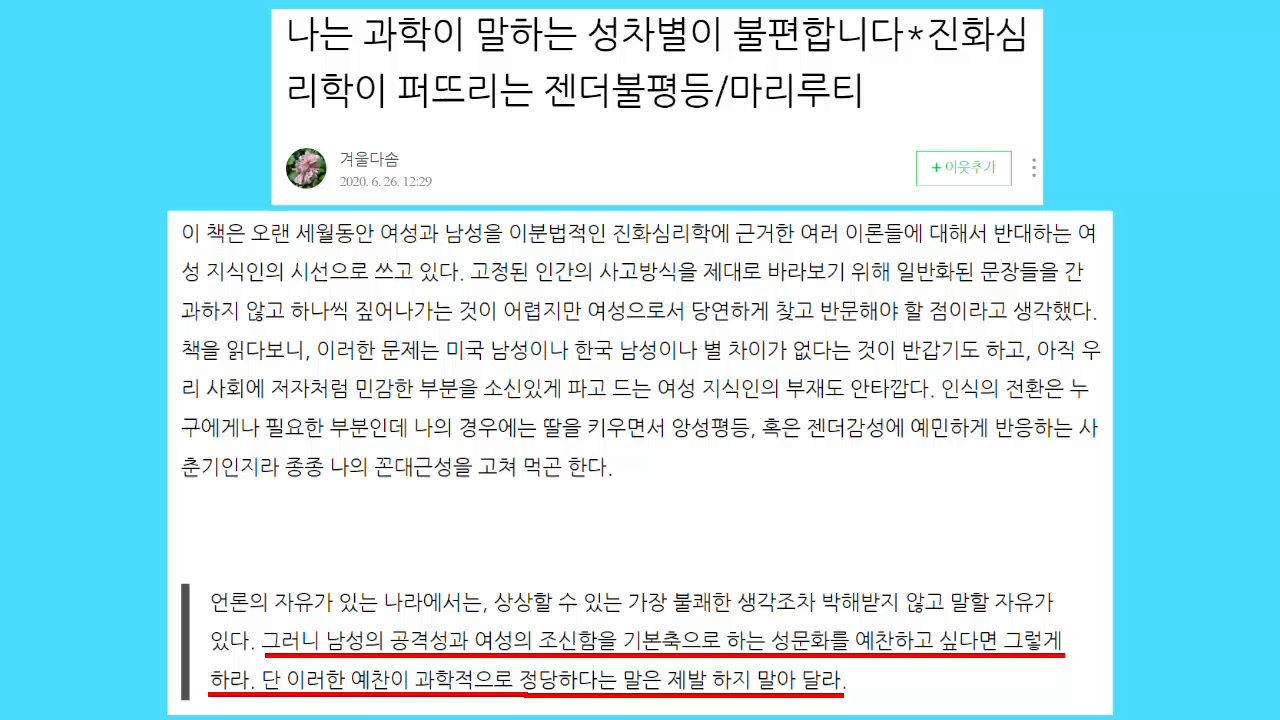 나는 과학이 말하는 성차별이 불편합니다*진화심
리학이 퍼뜨리는 젠더불평등/마리루티
겨울다솜
2020. 6. 26. 12:29
+이웃추가
이 책은 오랜 세월동안 여성과 남성을 이분법적인 진화심리학에 근거한 여러 이론들에 대해서 반대하는 여
성 지식인의 시선으로 쓰고 있다. 고정된 인간의 사고방식을 제대로 바라보기 위해 일반화된 문장들을 간
과하지 않고 하나씩 짚어나가는 것이 어렵지만 여성으로서 당연하게 찾고 반문해야 할 점이라고 생각했다.
책을 읽다보니, 이러한 문제는 미국 남성이나 한국 남성이나 별 차이가 없다는 것이 반갑기도 하고, 아직 우
리 사회에 저자처럼 민감한 부분을 소신있게 파고 드는 여성 지식인의 부재도 안타깝다. 인식의 전환은 누
구에게나 필요한 부분인데 나의 경우에는 딸을 키우면서 앙성평등, 혹은 젠더감성에 예민하게 반응하는 사
춘기인지라 종종 나의 꼰대근성을 고쳐 먹곤 한다.
언론의 자유가 있는 나라에서는, 상상할 수 있는 가장 불쾌한 생각조차 박해받지 않고 말할 자유가
있다. 그러니 남성의 공격성과 여성의 조신함을 기본축으로 하는 성문화를 예찬하고 싶다면 그렇게
하라. 단 이러한 예찬이 과학적으로 정당하다는 말은 제발 하지 말아 달라.